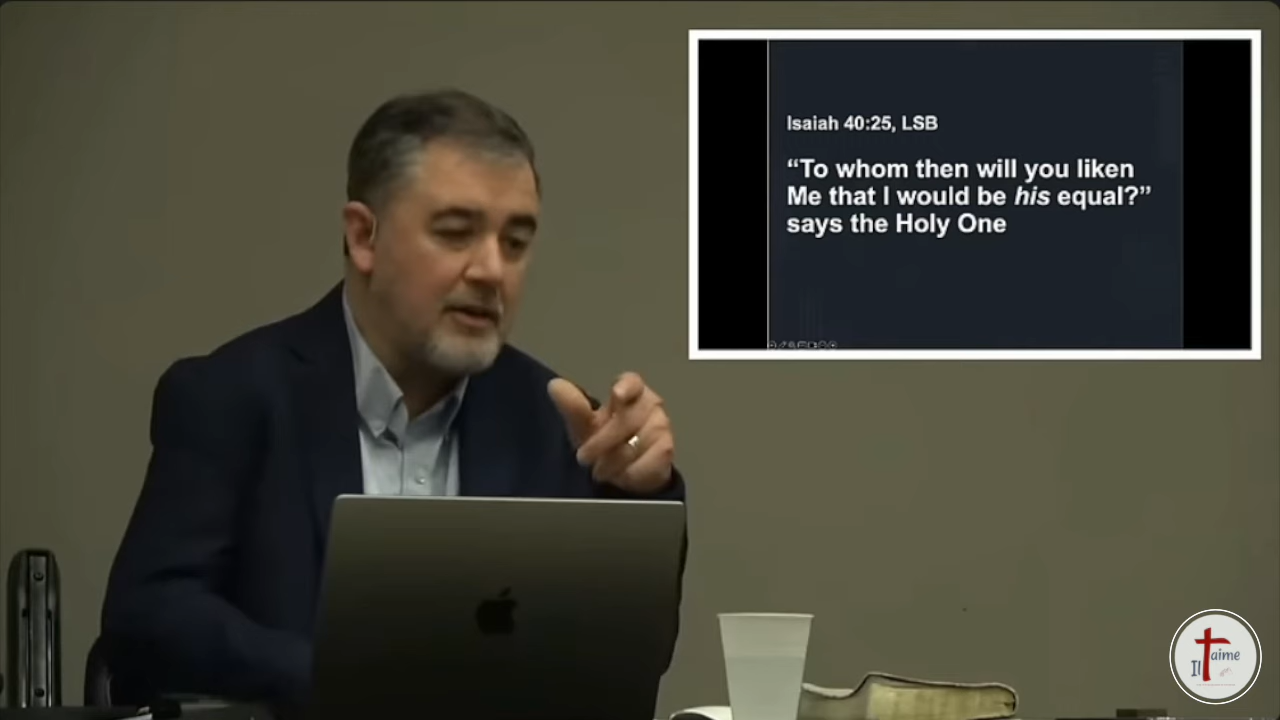 Isaiah 40:25, LSB
“To whom then will you liken
Me that I would be his equal?”
says the Holy One
Il taime